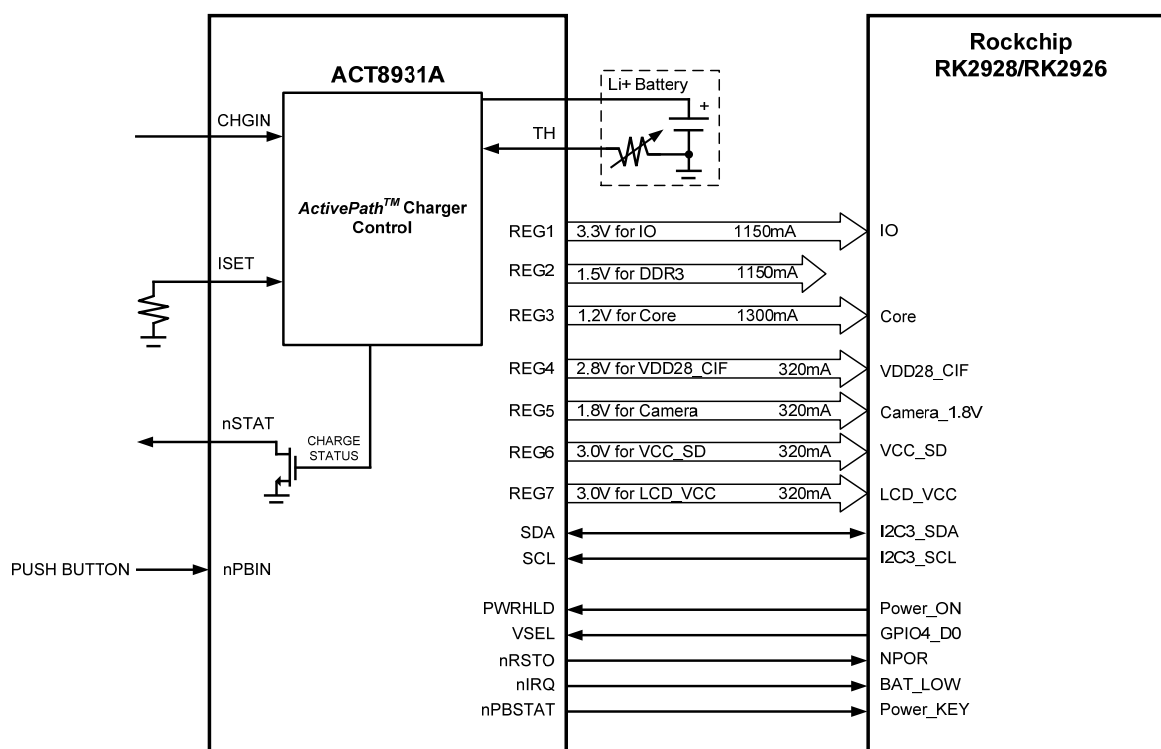 Rockchip
RK2928/RK2926
ACT8931A
Li+ Battery
+
CHGIN
TH
ActivePath™ Charger
Control
ISET
REG1 3.3V for IO 1150mA IO
REG2 1.5V for DDR3 1150mA
REG3 1.2V for Core 1300mA Core
REG4 2.8V for VDD28_CIF 320mA VDD28_CIF
REG5 1.8V for Camera 320mA Camera_1.8V
nSTAT
CHARGE
STATUS
REG6 3.0V for VCC_SD 320mA VCC_SD
REG7 3.0V for LCD_VCC 320mA LCD_VCC
SDA I2C3_SDA
SCL I2C3_SCL
PUSH BUTTON nPBIN
PWRHLD Power_ON
VSEL GPIO4_D0
nRSTO NPOR
nIRQ BAT_LOW
nPBSTAT Power_KEY